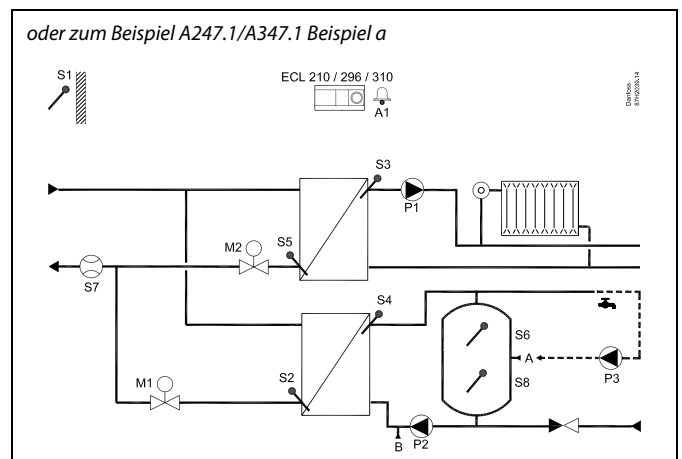 oder zum Beispiel A247.1/A347.1 Beispiel a
S1
ECL 210 / 296 / 310
A1
Danfoss
87H2039.14
S3
P1
S5
M2
S7
S4
S6
A
P3
S8
S2
M1
B
P2